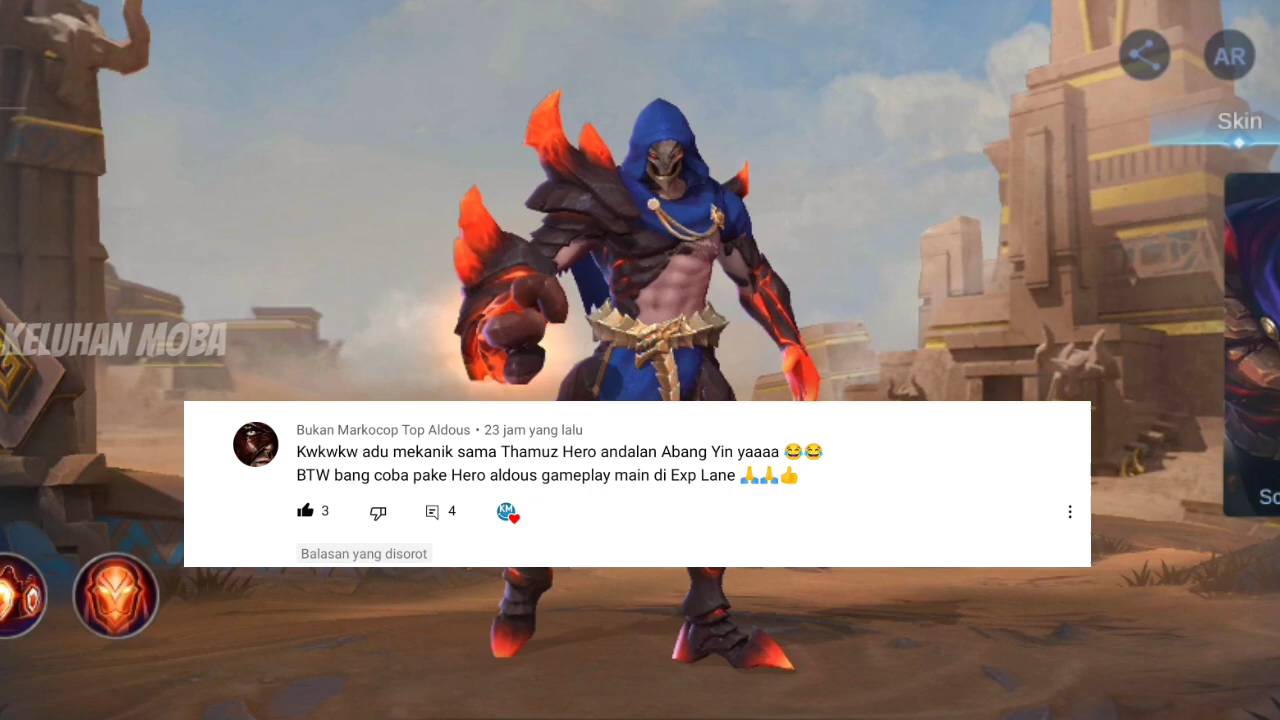 AR
Skin
KELUHAN MOBA
Bukan Markocop Top Aldous • 23 jam yang lalu
Kwkwkw adu mekanik sama Thamuz Hero andalan Abang Yin yaaaa 😂😂
BTW bang coba pake Hero aldous gameplay main di Exp Lane 🙏🙏👍
3
4
KM
Balasan yang disorot